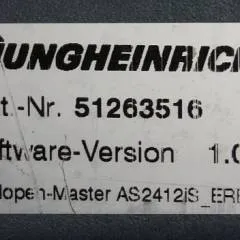 JUNGHEINRICH
t.-Nr. 51263516
ftware-Version 1.0
lopen-Master AS2412iS_ERE